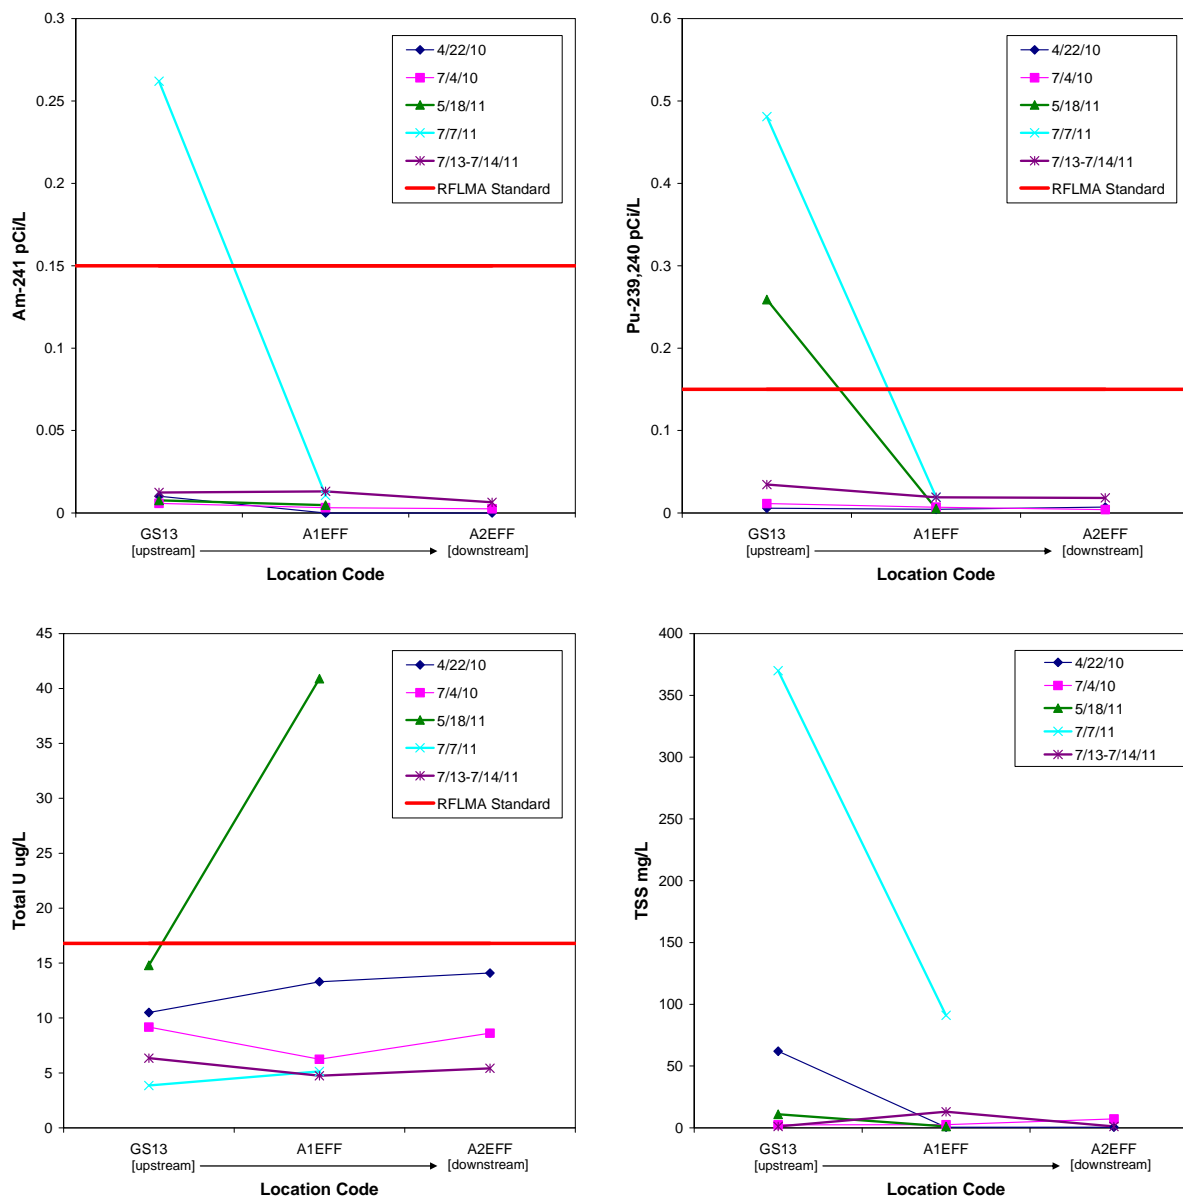 0.3
0.25
0.2
0.15
0.1
0.05
0
Am-241 pCi/L
4/22/10
7/4/10
5/18/11
7/7/11
7/13-7/14/11
RFLMA Standard
GS13 A1EFF A2EFF
[upstream] [downstream]
Location Code
0.6
0.5
0.4
0.3
0.2
0.1
0
Pu-239,240 pCi/L
4/22/10
7/4/10
5/18/11
7/7/11
7/13-7/14/11
RFLMA Standard
GS13 A1EFF A2EFF
[upstream] [downstream]
Location Code
45
40
35
30
25
20
15
10
5
0
Total U ug/L
4/22/10
7/4/10
5/18/11
7/7/11
7/13-7/14/11
RFLMA Standard
GS13 A1EFF A2EFF
[upstream] [downstream]
Location Code
400
350
300
250
200
150
100
50
0
TSS mg/L
4/22/10
7/4/10
5/18/11
7/7/11
7/13-7/14/11
GS13 A1EFF A2EFF
[upstream] [downstream]
Location Code